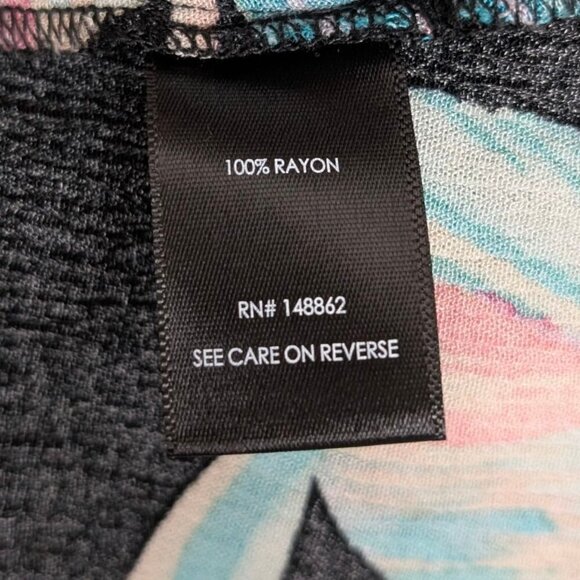 100% RAYON
RN# 148862
SEE CARE ON REVERSE